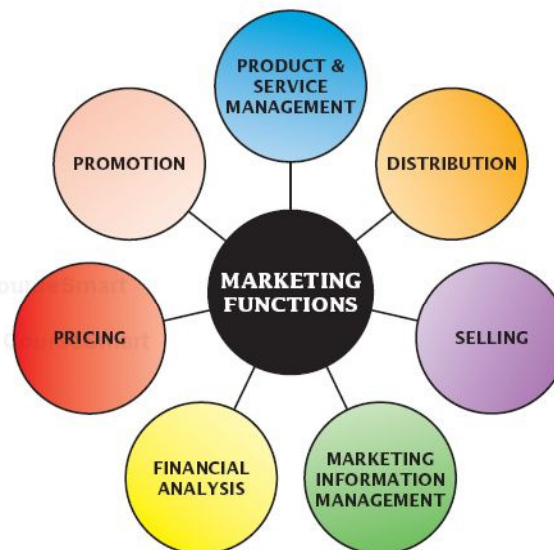 PRODUCT &
SERVICE
MANAGEMENT
DISTRIBUTION
SELLING
MARKETING
INFORMATION
MANAGEMENT
FINANCIAL
ANALYSIS
PRICING
PROMOTION
MARKETING
FUNCTIONS